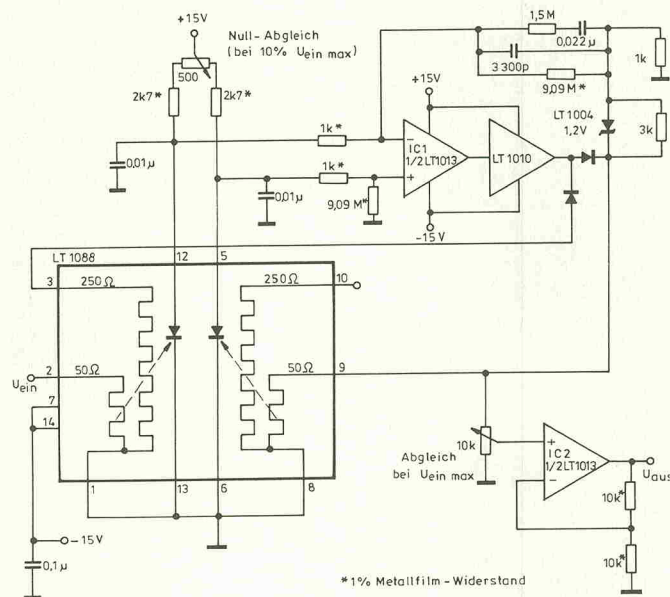 +15V
Null-Abgleich
(bei 10% Uein max)
500
2k7*
2k7*
1,5M
0,022µ
3300p
9,09M*
1k
LT1004
1,2V
3k
+15V
1k*
-
IC1
1/2LT1013
+
LT1010
0,01µ
1k*
0,01µ
9,09M*
-15V
LT 1088
12
5
3
250Ω
250Ω
10
2
50Ω
50Ω
9
Uein
7
14
10k
+
IC2
1/2LT1013
-
Uaus
Abgleich
bei Uein max
10k*
1
13
6
8
-15V
0,1µ
10k*
*1% Metallfilm-Widerstand